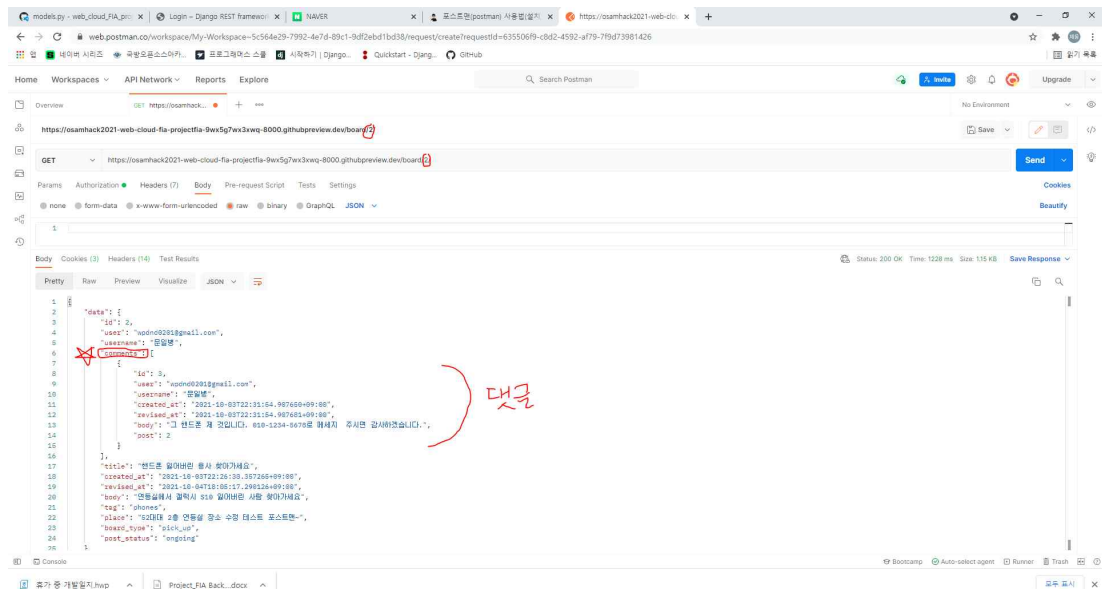 models.py - web_cloud_FIA_pro
Login – Django REST framework
NAVER
포스트맨(postman) 사용법(설치
https://osamhack2021-web-clo
web.postman.co/workspace/My-Workspace~5c564e29-7992-4e7d-89c1-9df2ebd1bd38/request/create?requestId=635506f9-c8d2-4592-af79-7f9d73981426
앱
네이버 시리즈
국방오픈소스아카...
프로그래머스 스쿨
시작하기 | Django...
Quickstart - Djang...
GitHub
읽기 목록
Home
Workspaces
API Network
Reports
Explore
Search Postman
Invite
Upgrade
Overview
GET https://osamhack...
No Environment
https://osamhack2021-web-cloud-fia-projectfia-9wx5g7wx3xwq-8000.githubpreview.dev/board/2/
Save
GET
https://osamhack2021-web-cloud-fia-projectfia-9wx5g7wx3xwq-8000.githubpreview.dev/board/2/
Send
Params Authorization Headers (7) Body Pre-request Script Tests Settings
Cookies
none form-data x-www-form-urlencoded raw binary GraphQL JSON
Beautify
1
Body Cookies (3) Headers (14) Test Results
Status: 200 OK Time: 1228 ms Size: 1.15 KB Save Response
Pretty Raw Preview Visualize JSON
1 {
2 "data": {
3 "id": 2,
4 "user": "wpdnd0201@gmail.com",
5 "username": "문일병",
6 "comments": [
7 {
8 "id": 3,
9 "user": "wpdnd0201@gmail.com",
10 "username": "문일병",
11 "created_at": "2021-10-03T22:31:54.987650+09:00",
12 "revised_at": "2021-10-03T22:31:54.987681+09:00",
13 "body": "그 핸드폰 제 것입니다. 010-1234-5678로 메세지 주시면 감사하겠습니다.",
14 "post": 2
15 }
16 ],
17 "title": "핸드폰 잃어버린 용사 찾아가세요",
18 "created_at": "2021-10-03T22:26:38.357265+09:00",
19 "revised_at": "2021-10-04T18:05:17.290126+09:00",
20 "body": "연등실에서 갤럭시 S10 잃어버린 사람 찾아가세요",
21 "tag": "phones",
22 "place": "52대대 2층 연등실 장소 수정 테스트 포스트맨~",
23 "board_type": "pick_up",
24 "post_status": "ongoing"
25 }
댓글
Console
Bootcamp
Auto-select agent
Runner
Trash
휴가 중 개발일지.hwp
Project_FIA Back....docx
모두 표시